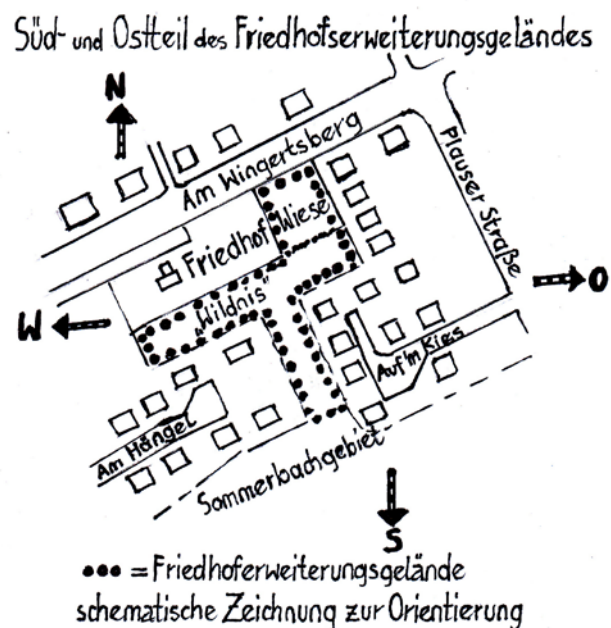 Süd- und Ostteil des Friedhofserweiterungsgeländes
N
Am Wingertsberg
Plauser Straße
Wiese
Friedhof
O
„Wildnis“
W
Auf'm Kies
Am Hängel
Sommerbachgebiet
S
••• = Friedhoferweiterungsgelände
schematische Zeichnung zur Orientierung